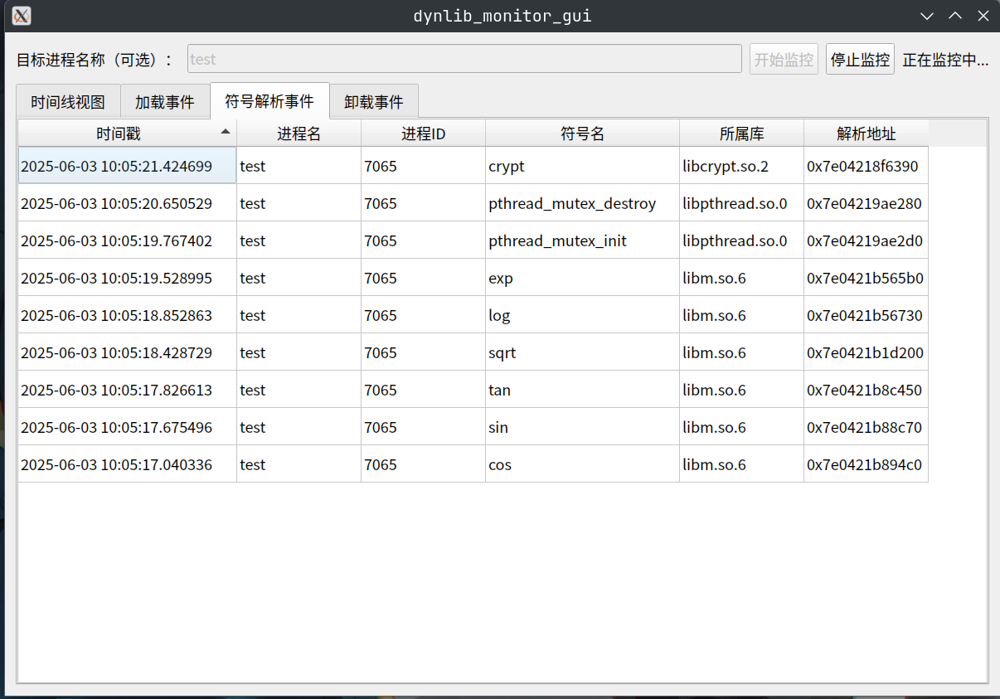 dynlib_monitor_gui
目标进程名称（可选）： test 开始监控 停止监控 正在监控中...
时间线视图 加载事件 符号解析事件 卸载事件
时间戳 进程名 进程ID 符号名 所属库 解析地址
2025-06-03 10:05:21.424699 test 7065 crypt libcrypt.so.2 0x7e04218f6390
2025-06-03 10:05:20.650529 test 7065 pthread_mutex_destroy libpthread.so.0 0x7e04219ae280
2025-06-03 10:05:19.767402 test 7065 pthread_mutex_init libpthread.so.0 0x7e04219ae2d0
2025-06-03 10:05:19.528995 test 7065 exp libm.so.6 0x7e0421b565b0
2025-06-03 10:05:18.852863 test 7065 log libm.so.6 0x7e0421b56730
2025-06-03 10:05:18.428729 test 7065 sqrt libm.so.6 0x7e0421b1d200
2025-06-03 10:05:17.826613 test 7065 tan libm.so.6 0x7e0421b8c450
2025-06-03 10:05:17.675496 test 7065 sin libm.so.6 0x7e0421b88c70
2025-06-03 10:05:17.040336 test 7065 cos libm.so.6 0x7e0421b894c0